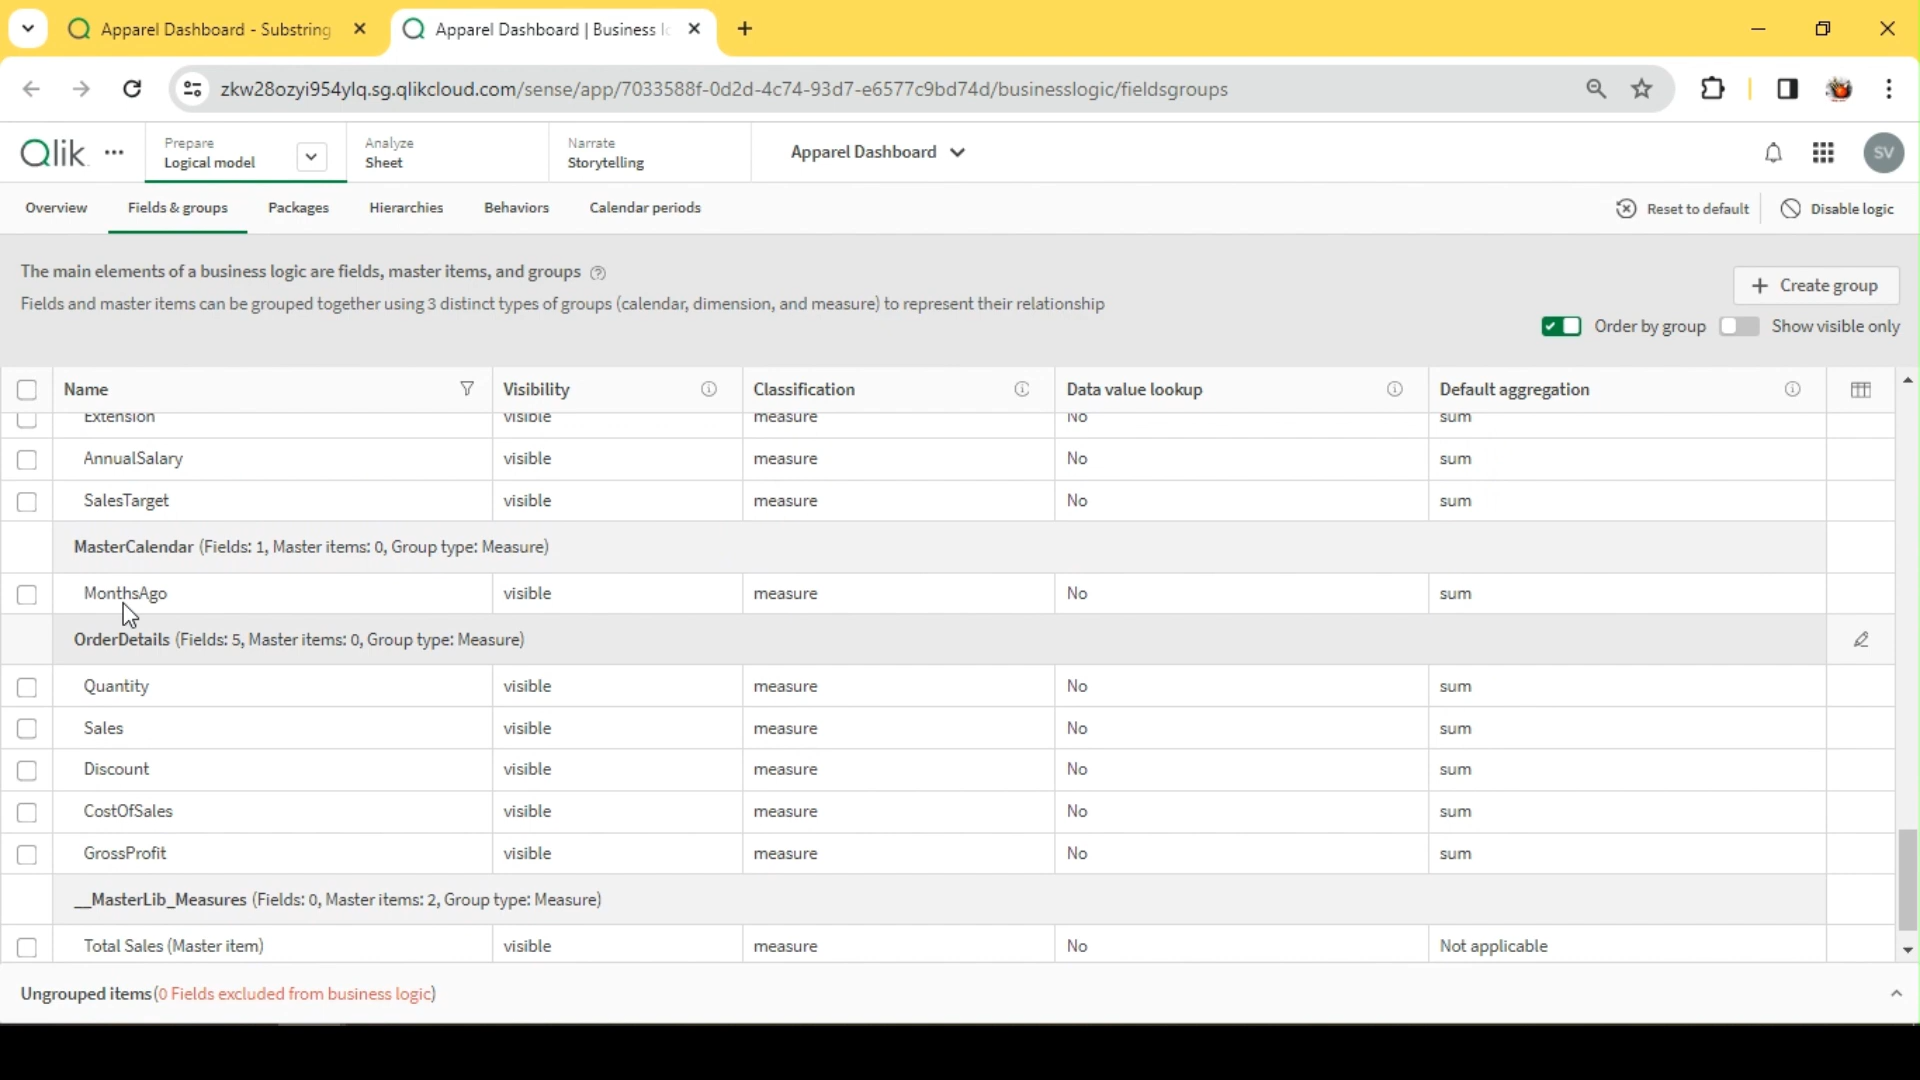 Apparel Dashboard - Substring
Apparel Dashboard | Business lo
zkw28ozyi954ylq.sg.qlikcloud.com/sense/app/7033588f-0d2d-4c74-93d7-e6577c9bd74d/businesslogic/fieldsgroups
Qlik
Prepare
Logical model
Analyze
Sheet
Narrate
Storytelling
Apparel Dashboard
SV
Overview Fields & groups Packages Hierarchies Behaviors Calendar periods Reset to default Disable logic
The main elements of a business logic are fields, master items, and groups
Fields and master items can be grouped together using 3 distinct types of groups (calendar, dimension, and measure) to represent their relationship
+ Create group
Order by group Show visible only
Name Visibility Classification Data value lookup Default aggregation
Extension visible measure No sum
AnnualSalary visible measure No sum
SalesTarget visible measure No sum
MasterCalendar (Fields: 1, Master items: 0, Group type: Measure)
MonthsAgo visible measure No sum
OrderDetails (Fields: 5, Master items: 0, Group type: Measure)
Quantity visible measure No sum
Sales visible measure No sum
Discount visible measure No sum
CostOfSales visible measure No sum
GrossProfit visible measure No sum
__MasterLib_Measures (Fields: 0, Master items: 2, Group type: Measure)
Total Sales (Master item) visible measure No Not applicable
Ungrouped items(0 Fields excluded from business logic)